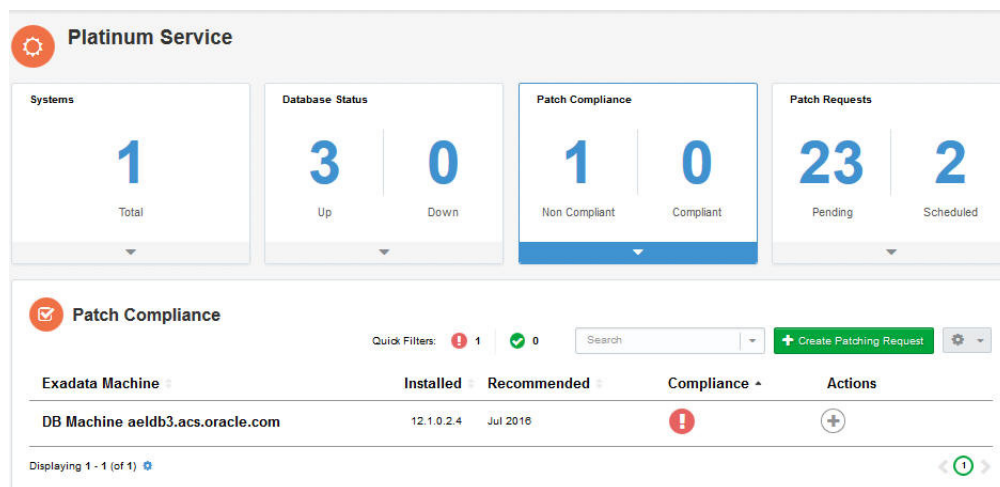 Platinum Service
Systems
1
Total
Database Status
3 0
Up Down
Patch Compliance
1 0
Non Compliant Compliant
Patch Requests
23 2
Pending Scheduled
Patch Compliance
Quick Filters: 1 0 Search Create Patching Request
Exadata Machine Installed Recommended Compliance Actions
DB Machine aeldb3.acs.oracle.com 12.1.0.2.4 Jul 2016
Displaying 1 - 1 (of 1) 1